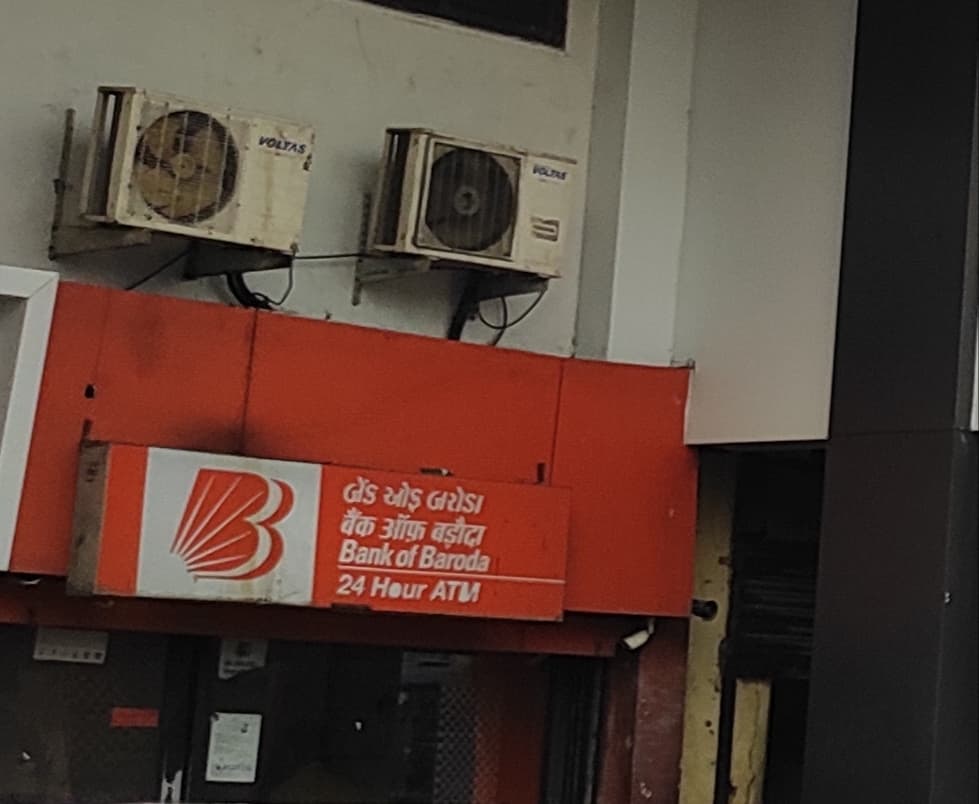 VOLTAS
VOLTAS
બેંક ઓફ બરોડા
बैंक ऑफ़ बड़ौदा
Bank of Baroda
24 Hour ATM